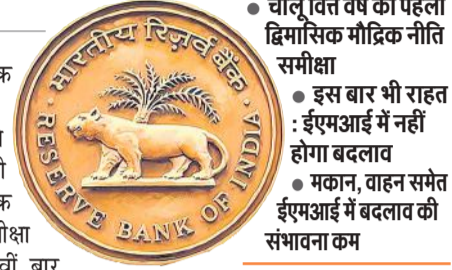 भारतीय रिज़र्व बैंक
RESERVE BANK OF INDIA
चालू वित्त वर्ष की पहली
द्विमासिक मौद्रिक नीति
समीक्षा
इस बार भी राहत
: ईएमआई में नहीं
होगा बदलाव
मकान, वाहन समेत
ईएमआई में बदलाव की
संभावना कम